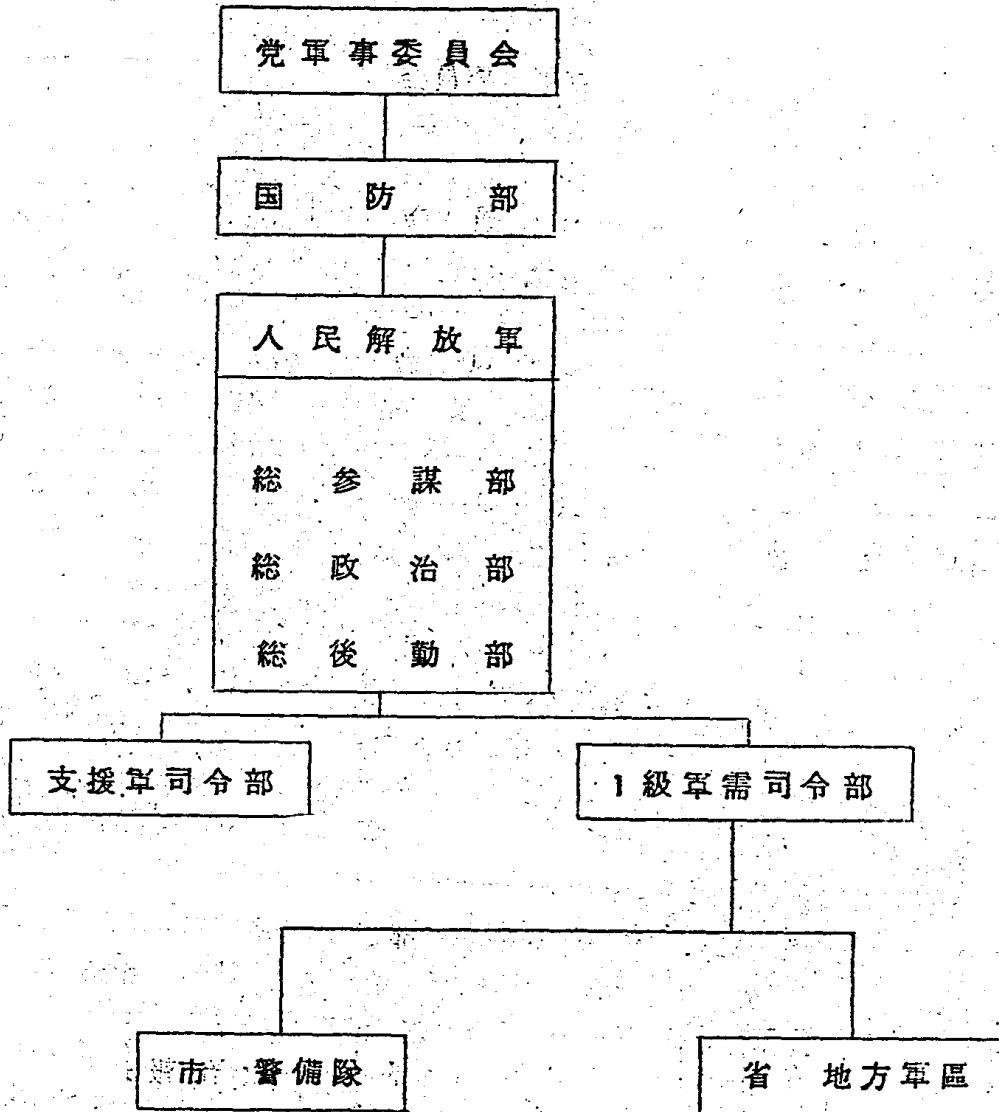 党軍事委員会
国防部
人民解放軍
総参謀部
総政治部
総後勤部
支援軍司令部
1級軍需司令部
市 警備隊
省 地方軍區